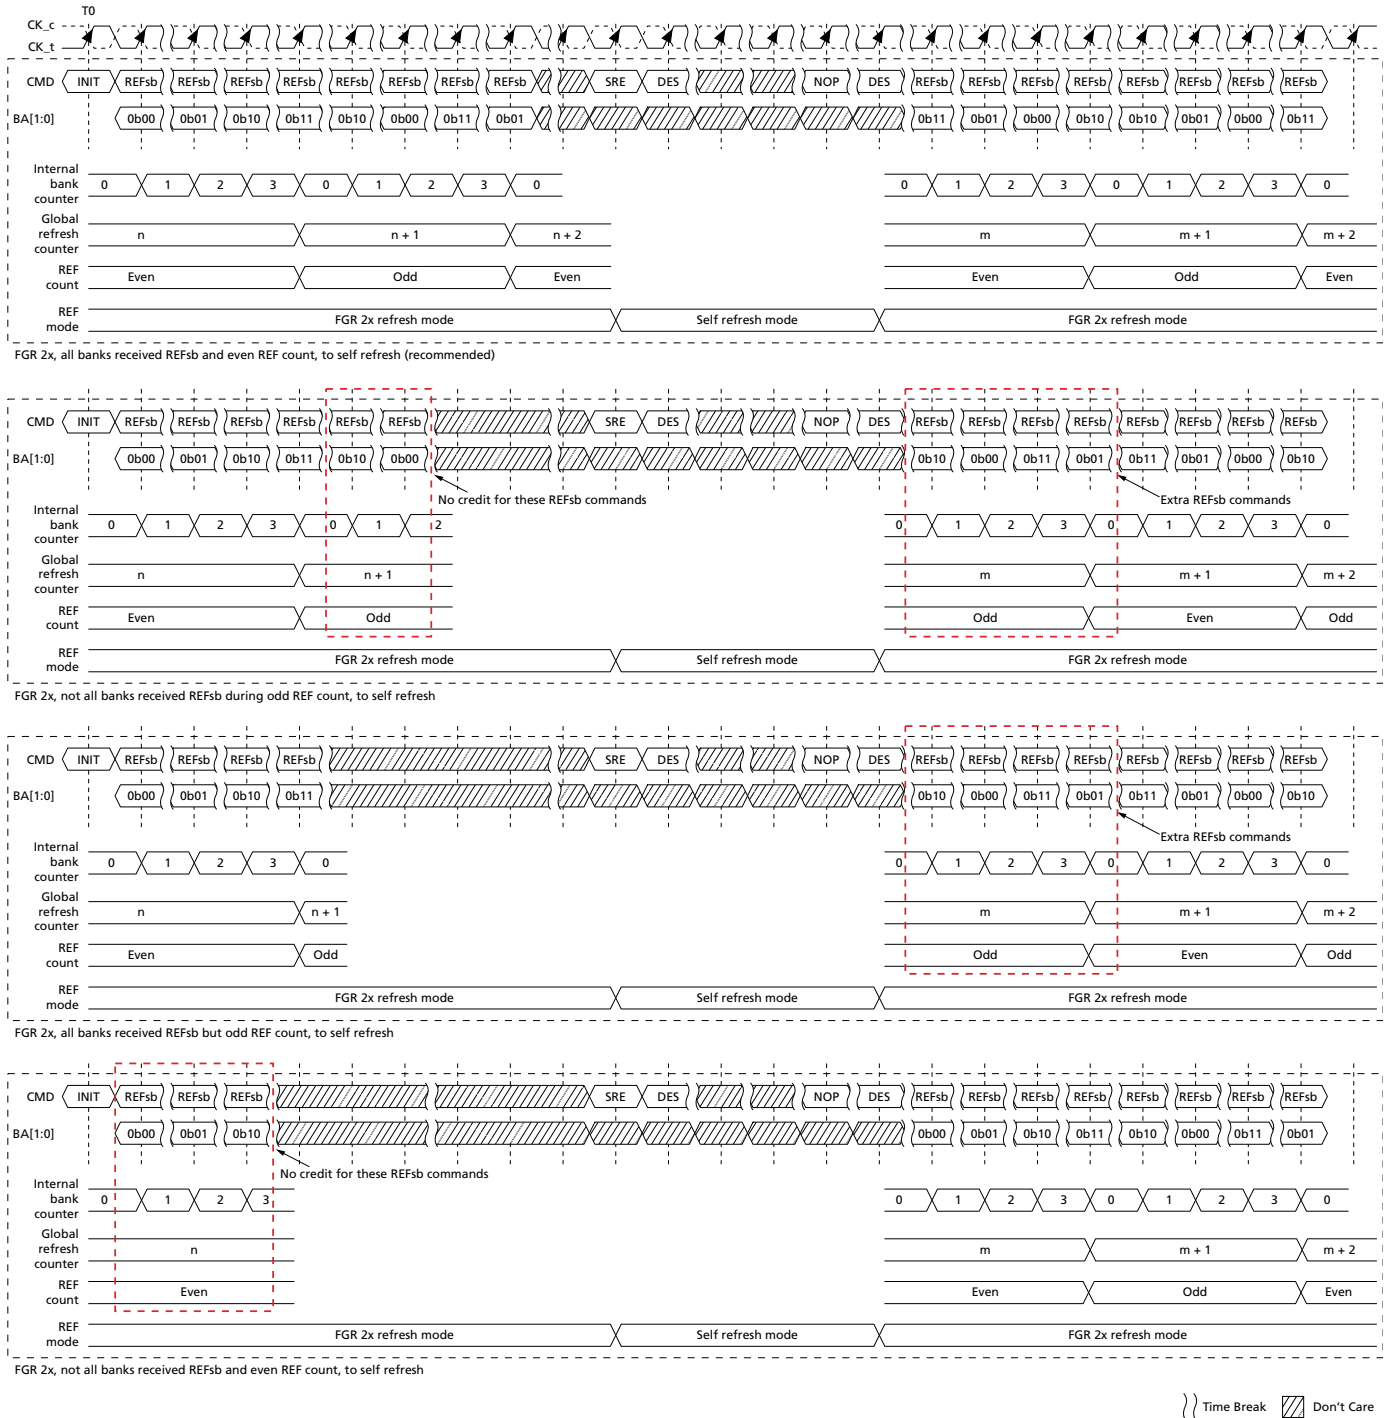 T0
CK_c
CK_t
CMD INIT REFsb REFsb REFsb REFsb REFsb REFsb REFsb REFsb SRE DES NOP DES REFsb REFsb REFsb REFsb REFsb REFsb REFsb REFsb
BA[1:0] 0b00 0b01 0b10 0b11 0b10 0b00 0b11 0b01 0b11 0b01 0b00 0b10 0b10 0b01 0b00 0b11
Internal
bank 0 1 2 3 0 1 2 3 0 0 1 2 3 0 1 2 3 0
counter
Global
refresh n n + 1 n + 2 m m + 1 m + 2
counter
REF
count Even Odd Even Even Odd Even
REF
mode FGR 2x refresh mode Self refresh mode FGR 2x refresh mode
FGR 2x, all banks received REFsb and even REF count, to self refresh (recommended)
CMD INIT REFsb REFsb REFsb REFsb REFsb REFsb SRE DES NOP DES REFsb REFsb REFsb REFsb REFsb REFsb REFsb REFsb
BA[1:0] 0b00 0b01 0b10 0b11 0b10 0b00 0b10 0b00 0b11 0b01 0b11 0b01 0b00 0b10
No credit for these REFsb commands Extra REFsb commands
Internal
bank 0 1 2 3 0 1 2 0 1 2 3 0 1 2 3 0
counter
Global
refresh n n + 1 m m + 1 m + 2
counter
REF
count Even Odd Odd Even Odd
REF
mode FGR 2x refresh mode Self refresh mode FGR 2x refresh mode
FGR 2x, not all banks received REFsb during odd REF count, to self refresh
CMD INIT REFsb REFsb REFsb REFsb SRE DES NOP DES REFsb REFsb REFsb REFsb REFsb REFsb REFsb REFsb
BA[1:0] 0b00 0b01 0b10 0b11 0b10 0b00 0b11 0b01 0b11 0b01 0b00 0b10
Extra REFsb commands
Internal
bank 0 1 2 3 0 0 1 2 3 0 1 2 3 0
counter
Global
refresh n n + 1 m m + 1 m + 2
counter
REF
count Even Odd Odd Even Odd
REF
mode FGR 2x refresh mode Self refresh mode FGR 2x refresh mode
FGR 2x, all banks received REFsb but odd REF count, to self refresh
CMD INIT REFsb REFsb REFsb SRE DES NOP DES REFsb REFsb REFsb REFsb REFsb REFsb REFsb REFsb
BA[1:0] 0b00 0b01 0b10 0b00 0b01 0b10 0b11 0b10 0b00 0b11 0b01
No credit for these REFsb commands
Internal
bank 0 1 2 3 0 1 2 3 0 1 2 3 0
counter
Global
refresh n m m + 1 m + 2
counter
REF
count Even Even Odd Even
REF
mode FGR 2x refresh mode Self refresh mode FGR 2x refresh mode
FGR 2x, not all banks received REFsb and even REF count, to self refresh
Time Break Don't Care